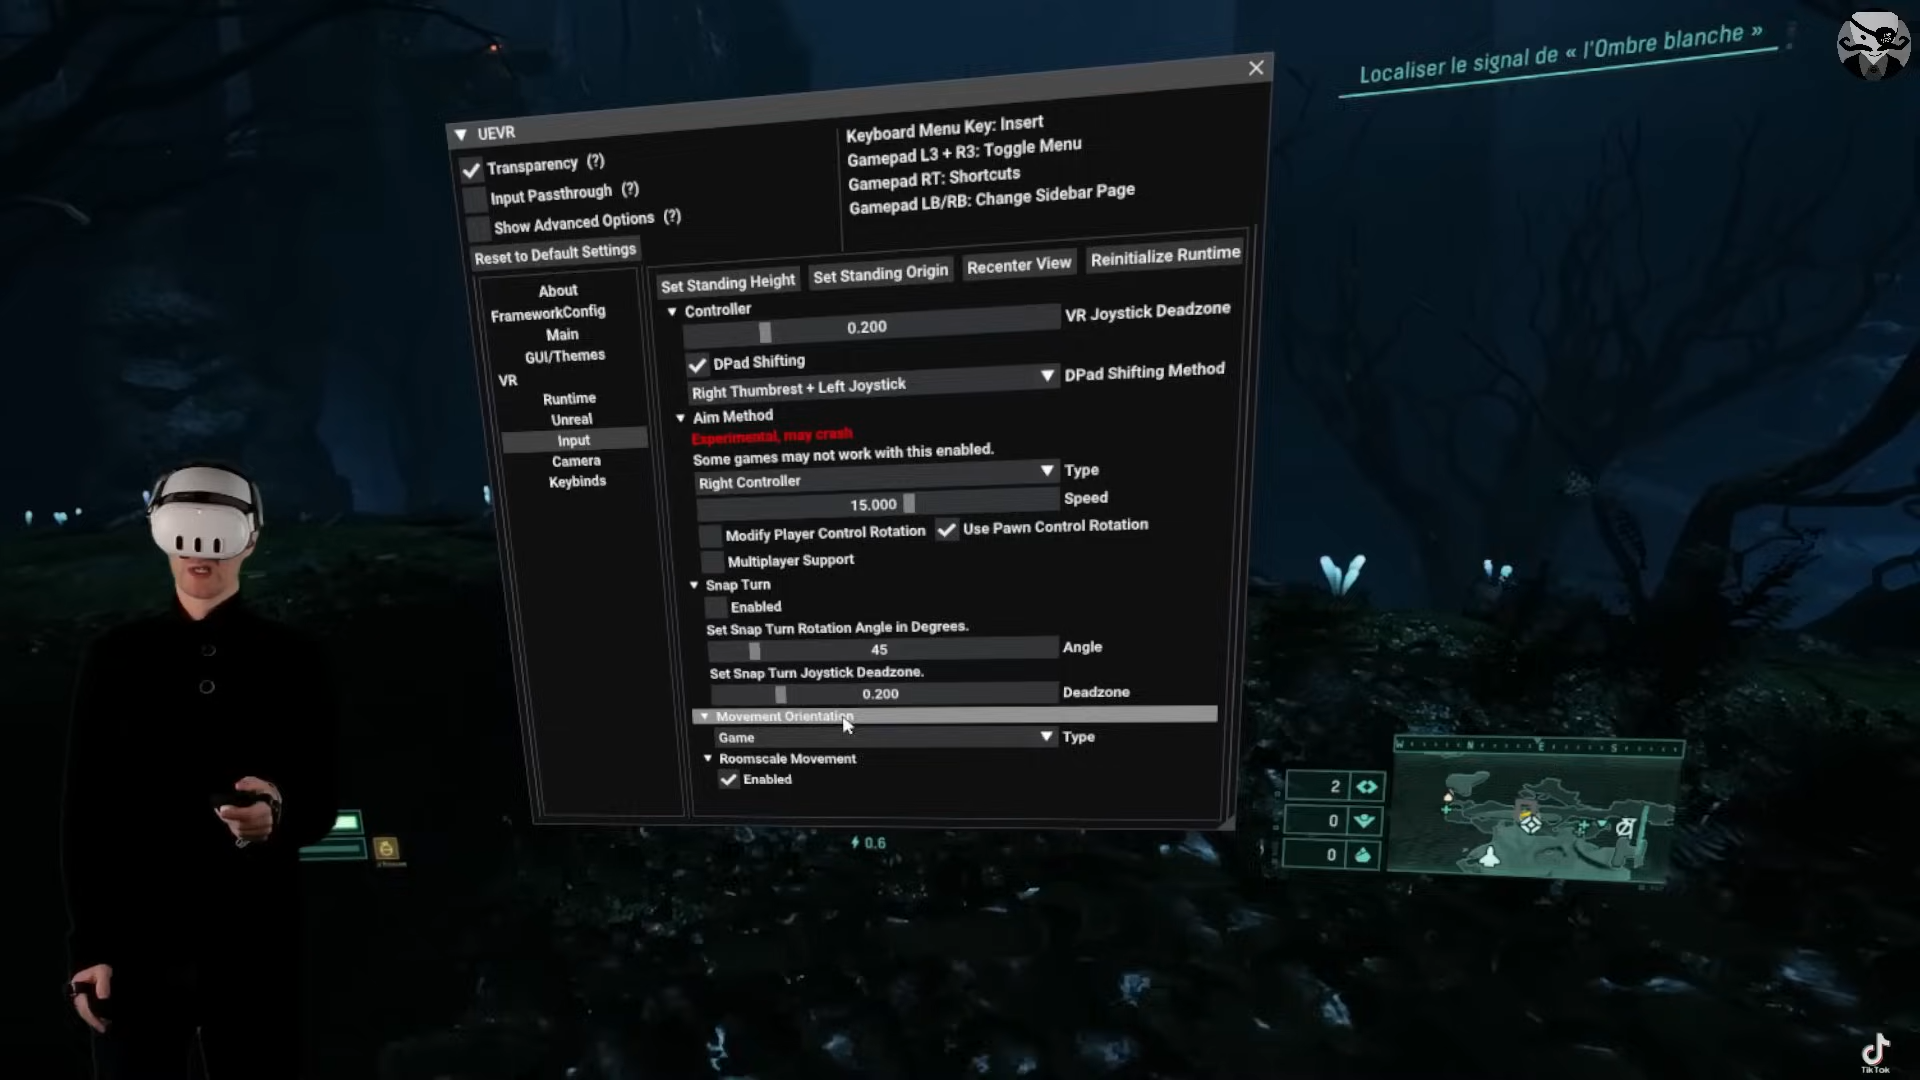 Localiser le signal de « l'Ombre blanche »
UEVR
Transparency (?)
Input Passthrough (?)
Show Advanced Options (?)
Reset to Default Settings
Keyboard Menu Key: Insert
Gamepad L3 + R3: Toggle Menu
Gamepad RT: Shortcuts
Gamepad LB/RB: Change Sidebar Page
About
FrameworkConfig
Main
GUI/Themes
VR
Runtime
Unreal
Input
Camera
Keybinds
Set Standing Height Set Standing Origin Recenter View Reinitialize Runtime
Controller
0.200 VR Joystick Deadzone
DPad Shifting
Right Thumbrest + Left Joystick DPad Shifting Method
Aim Method
Experimental, may crash
Some games may not work with this enabled.
Right Controller Type
15.000 Speed
Modify Player Control Rotation Use Pawn Control Rotation
Multiplayer Support
Snap Turn
Enabled
Set Snap Turn Rotation Angle in Degrees.
45 Angle
Set Snap Turn Joystick Deadzone.
0.200 Deadzone
Movement Orientation
Game Type
Roomscale Movement
Enabled
0.6
W N E S
2
0
0
TikTok